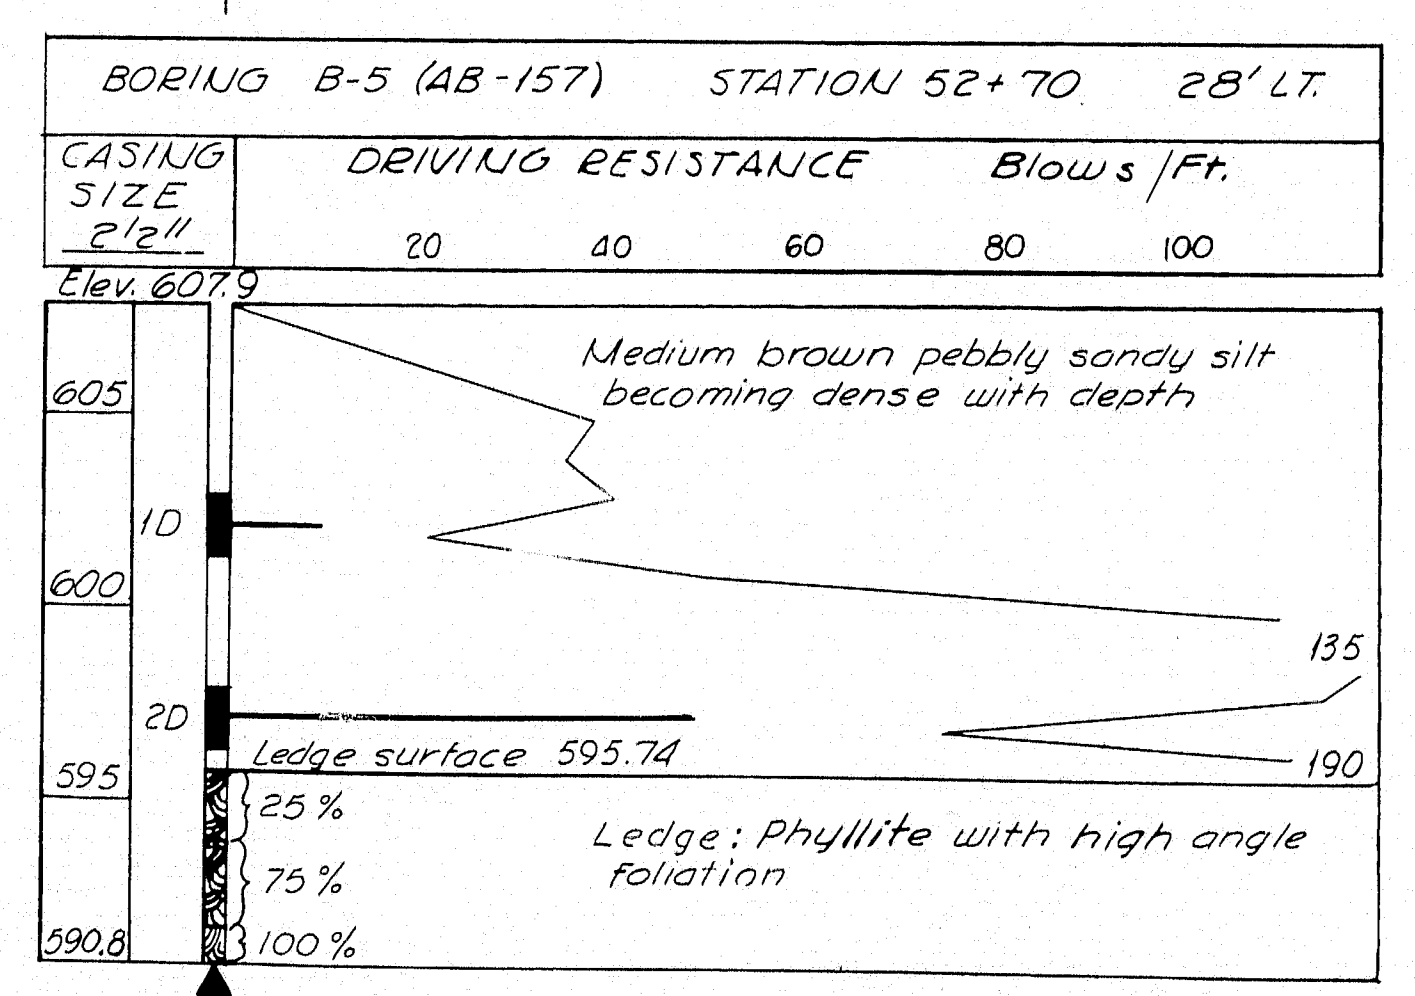 BORING B-5 (AB-157) STATION 52+70 28' LT.
CASING SIZE 2 1/2"
DRIVING RESISTANCE Blows/Ft.
20 40 60 80 100
Elev. 607.9
Medium brown pebbly sandy silt
605
becoming dense with depth
1D
600
135
2D
Ledge surface 595.74
595
190
25%
Ledge: Phyllite with high angle
foliation
75%
590.8
100%